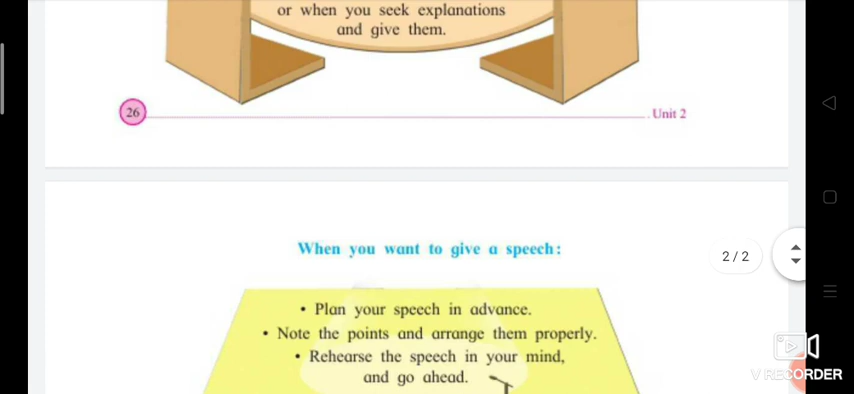 or when you seek explanations
and give them.
26
Unit 2
When you want to give a speech:
2 / 2
• Plan your speech in advance.
• Note the points and arrange them properly.
• Rehearse the speech in your mind,
and go ahead.
V RECORDER